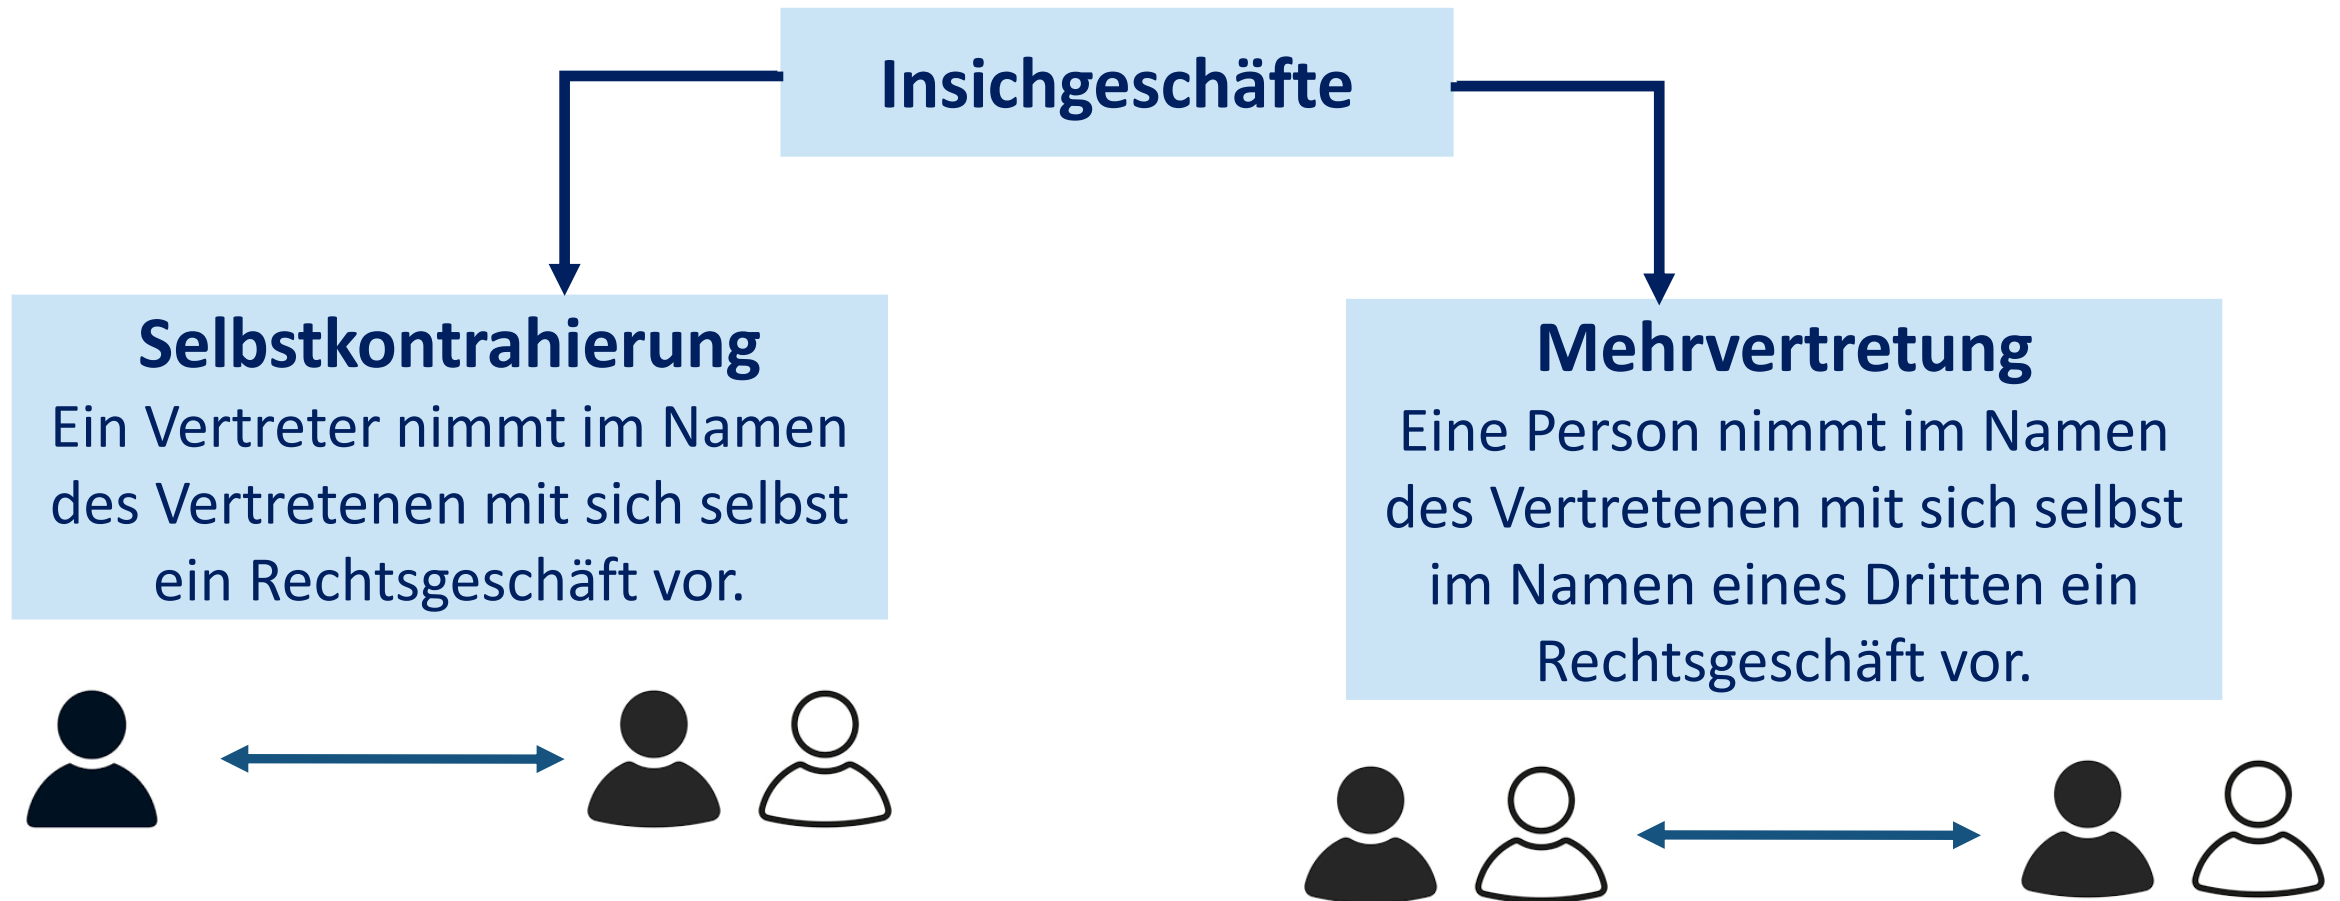 Insichgeschäfte
Selbstkontrahierung
Ein Vertreter nimmt im Namen
des Vertretenen mit sich selbst
ein Rechtsgeschäft vor.
Mehrvertretung
Eine Person nimmt im Namen
des Vertretenen mit sich selbst
im Namen eines Dritten ein
Rechtsgeschäft vor.